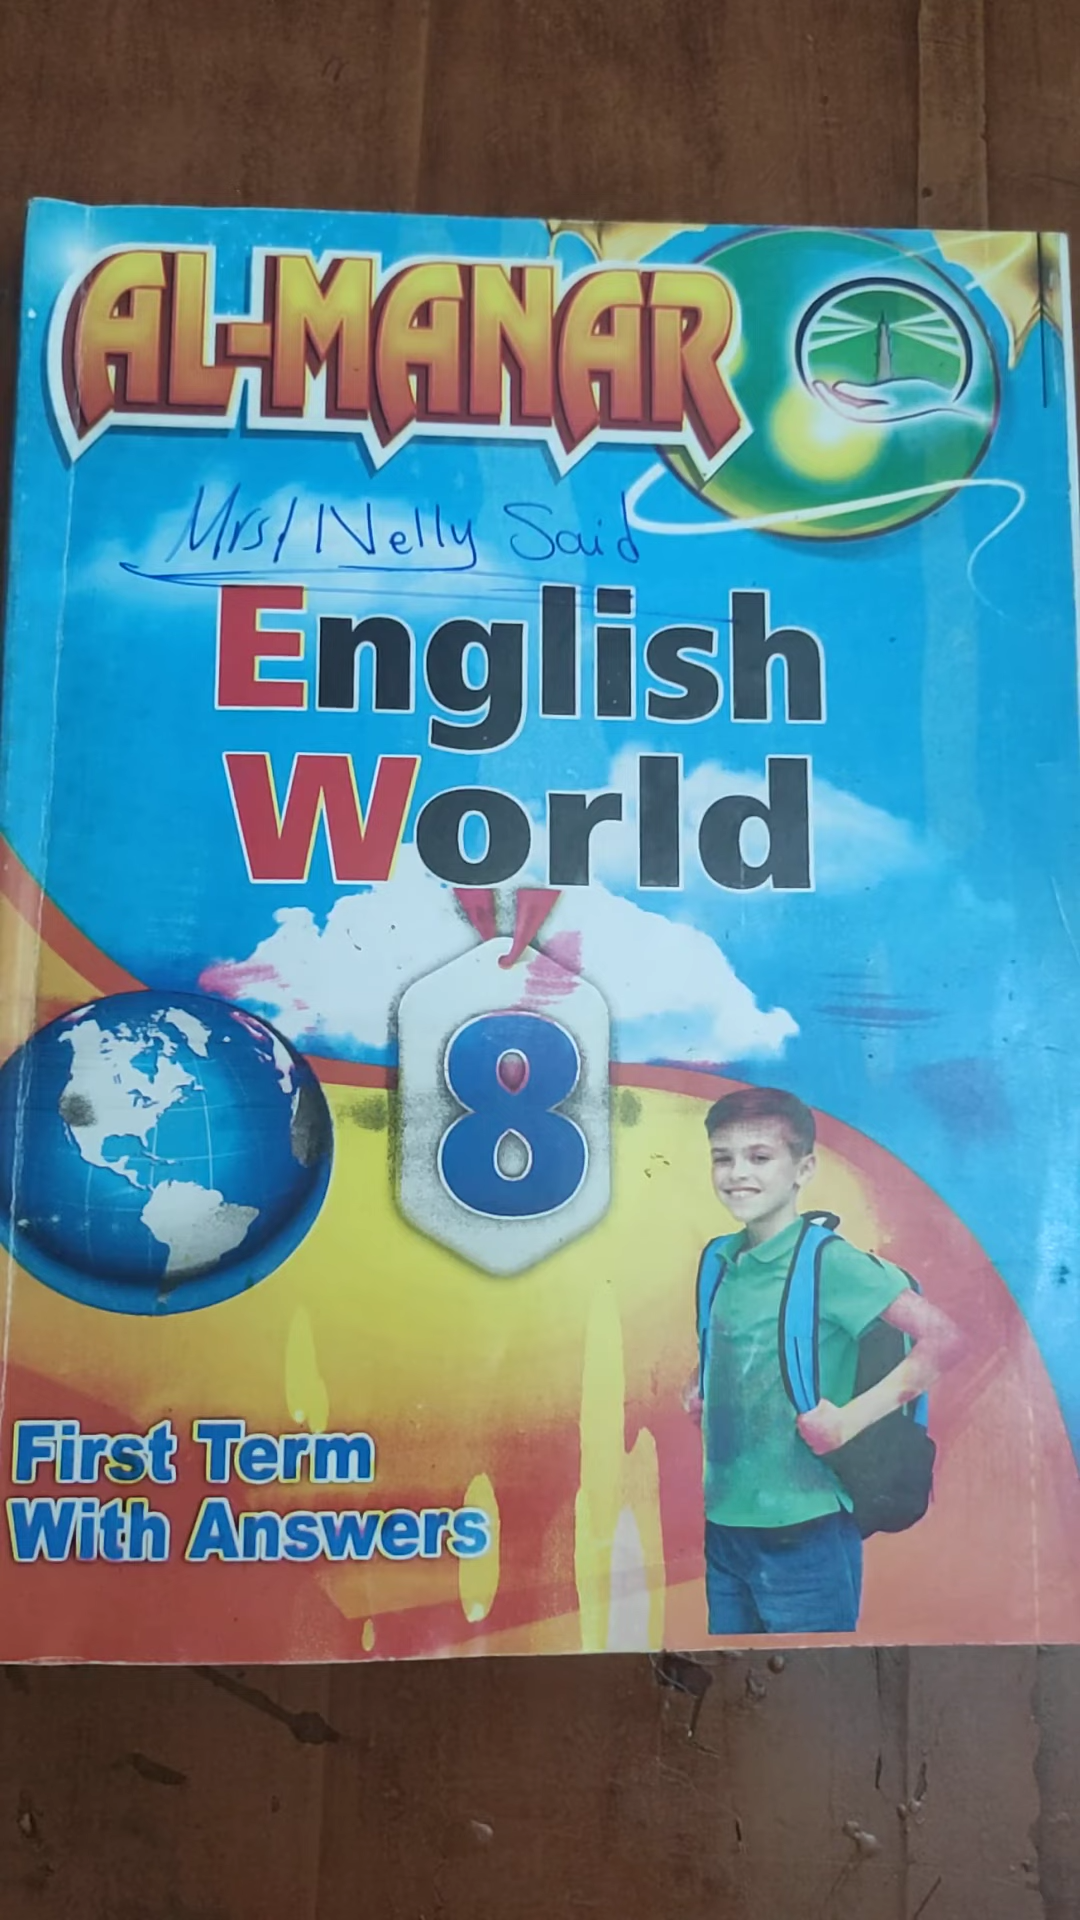 AL-MANAR
Mrs/ Nelly Said
English
World
8
First Term
With Answers